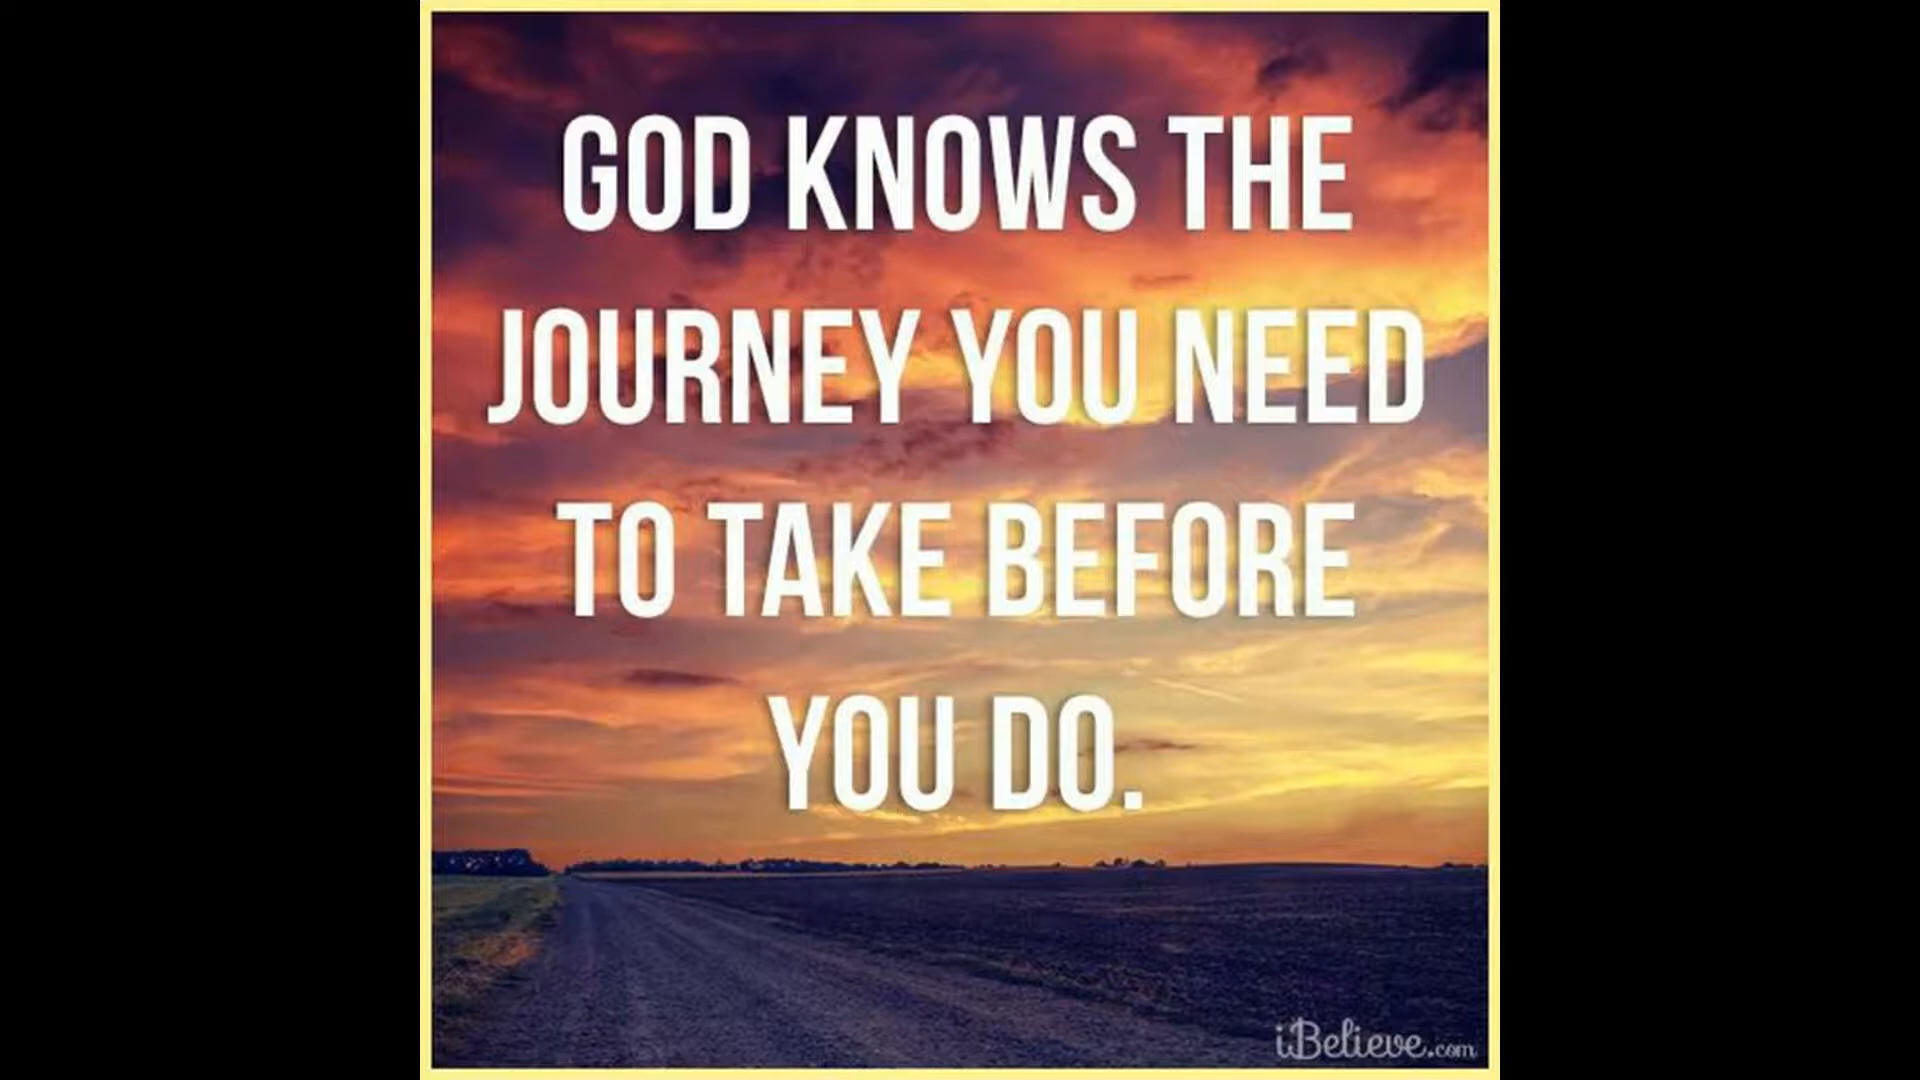 GOD KNOWS THE
JOURNEY YOU NEED
TO TAKE BEFORE
YOU DO.
iBelieve.com